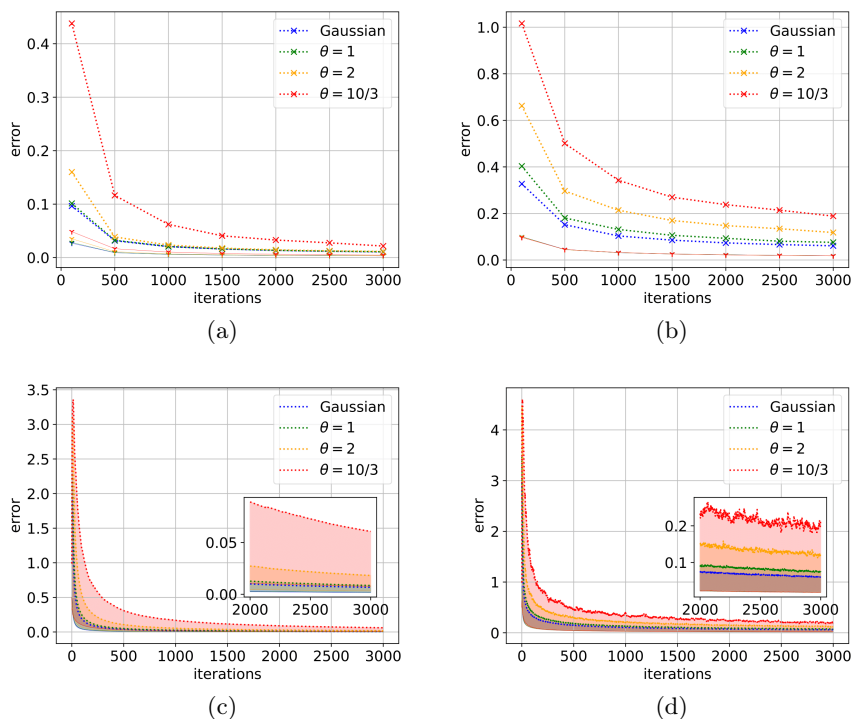 0.4
0.3
0.2
0.1
0.0
error
0 500 1000 1500 2000 2500 3000
iterations
Gaussian
θ = 1
θ = 2
θ = 10/3
(a)
1.0
0.8
0.6
0.4
0.2
0.0
error
0 500 1000 1500 2000 2500 3000
iterations
Gaussian
θ = 1
θ = 2
θ = 10/3
(b)
3.5
3.0
2.5
2.0
1.5
1.0
0.5
0.0
error
0 500 1000 1500 2000 2500 3000
iterations
Gaussian
θ = 1
θ = 2
θ = 10/3
0.05
0.00
2000 2500 3000
(c)
4
3
2
1
0
error
0 500 1000 1500 2000 2500 3000
iterations
Gaussian
θ = 1
θ = 2
θ = 10/3
0.2
0.1
2000 2500 3000
(d)